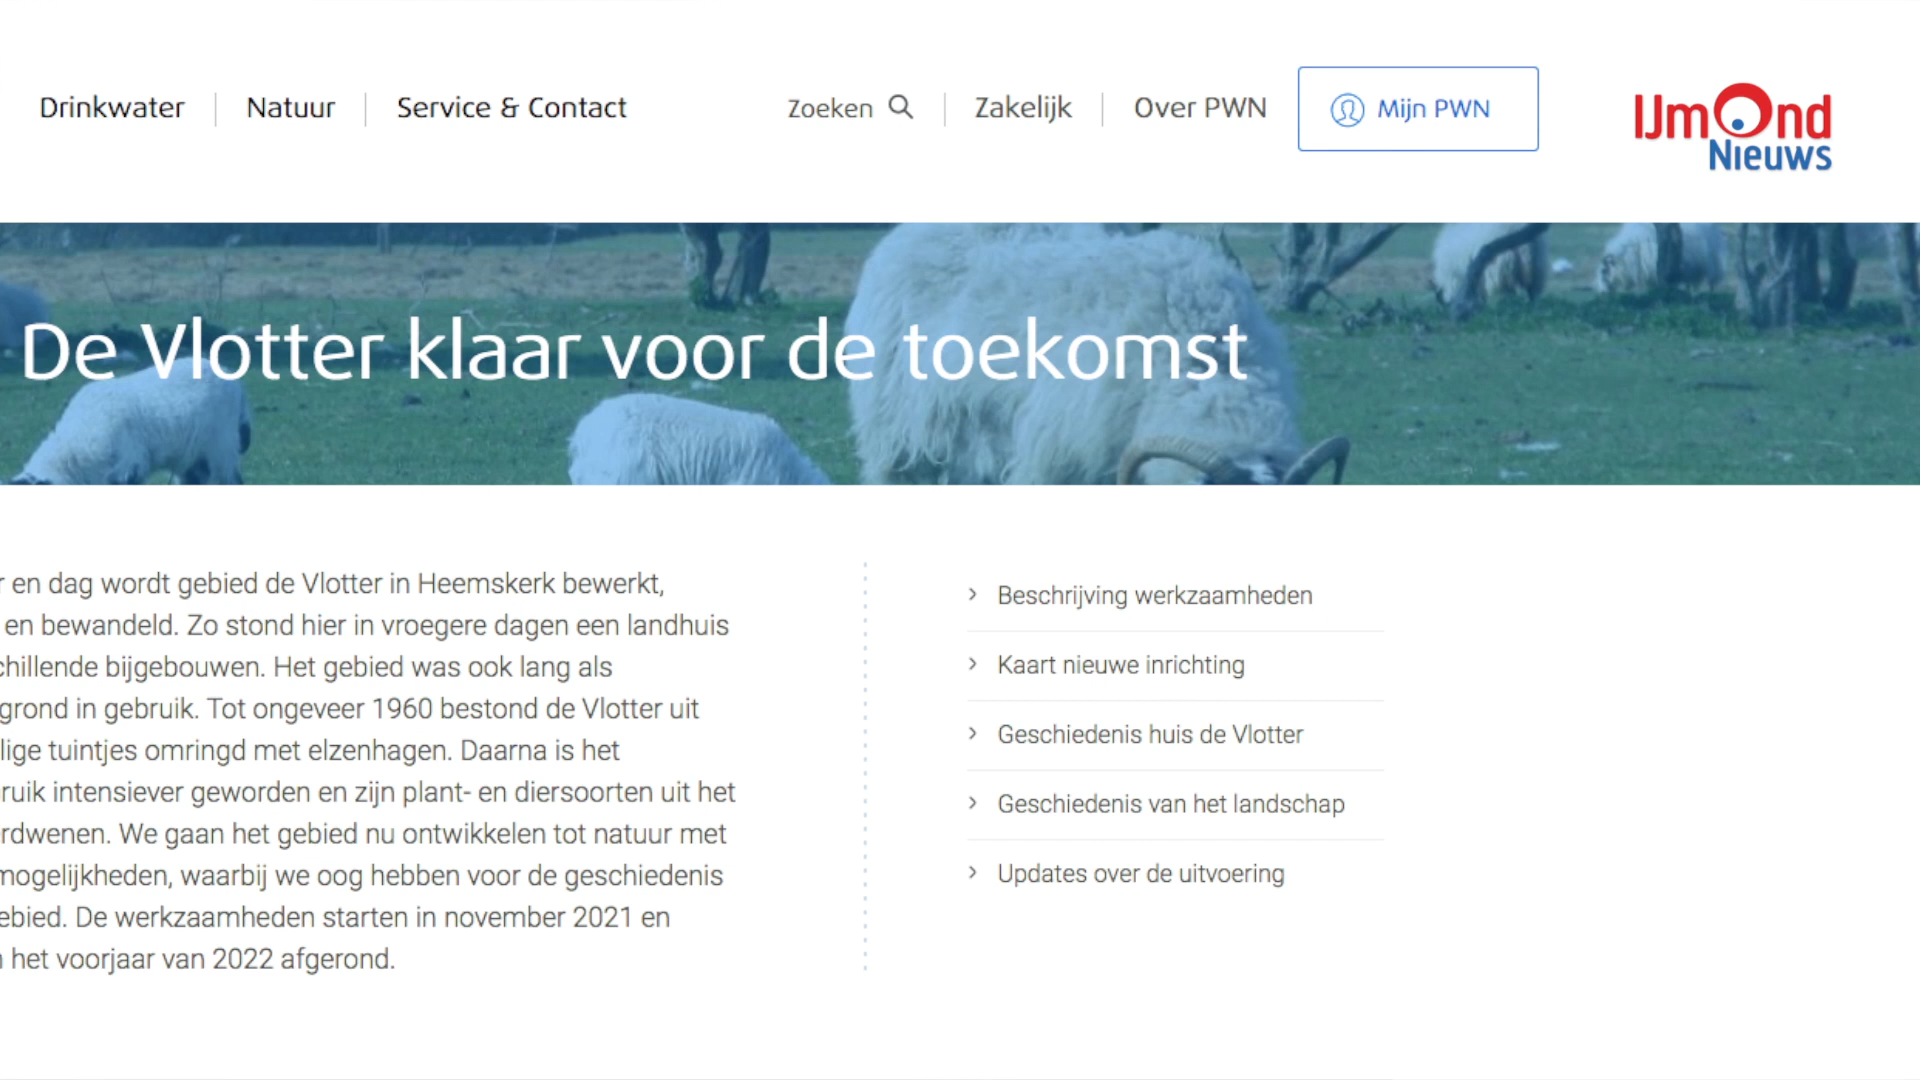 Drinkwater
Natuur
Service & Contact
Zoeken
Zakelijk
Over PWN
Mijn PWN
IJmond
Nieuws
De Vlotter klaar voor de toekomst
en dag wordt gebied de Vlotter in Heemskerk bewerkt,
en bewandeld. Zo stond hier in vroegere dagen een landhuis
bijgebouwen. Het gebied was ook lang als
grond in gebruik. Tot ongeveer 1960 bestond de Vlotter uit
tuintjes omringd met elzenhagen. Daarna is het
intensiever geworden en zijn plant- en diersoorten uit het
We gaan het gebied nu ontwikkelen tot natuur met
mogelijkheden, waarbij we oog hebben voor de geschiedenis
De werkzaamheden starten in november 2021 en
het voorjaar van 2022 afgerond.
Beschrijving werkzaamheden
Kaart nieuwe inrichting
Geschiedenis huis de Vlotter
Geschiedenis van het landschap
Updates over de uitvoering